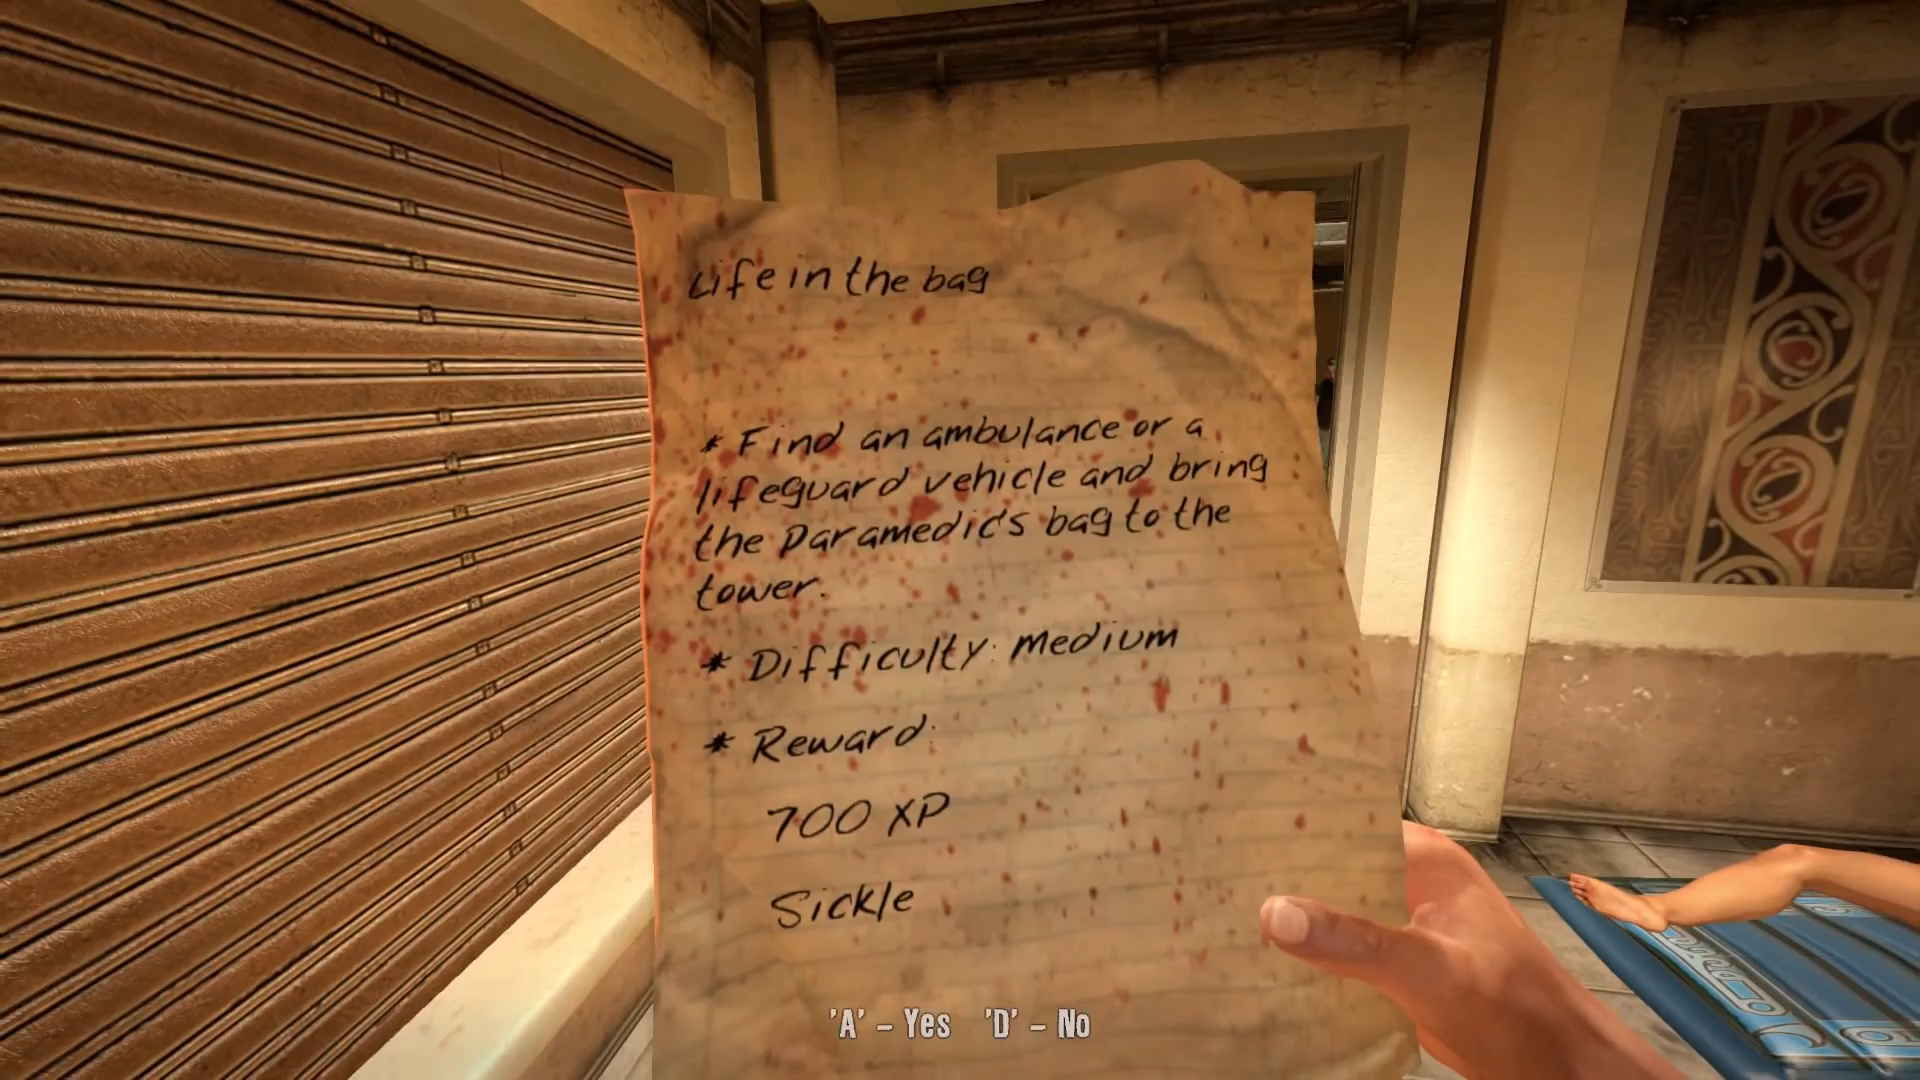 Life in the bag
* Find an ambulance or a
lifeguard vehicle and bring
the Paramedic's bag to the
tower.
* Difficulty: medium
* Reward:
700 XP
Sickle
'A' – Yes 'D' – No